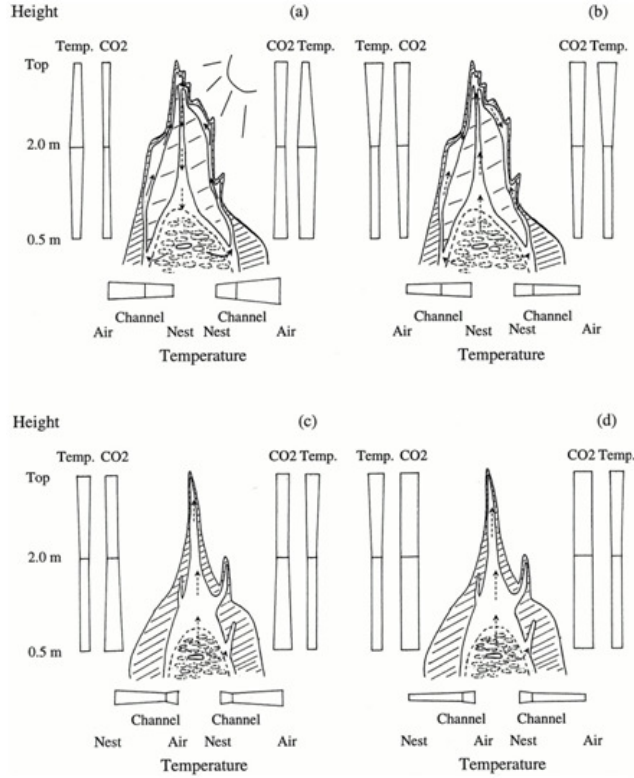 Height (a) (b)
Temp. CO2 CO2 Temp. Temp. CO2 CO2 Temp.
Top
2.0 m
0.5 m
Channel Channel Channel Channel
Air Nest Nest Air Air Nest Nest Air
Temperature Temperature
Height (c) (d)
Temp. CO2 CO2 Temp. Temp. CO2 CO2 Temp.
Top
2.0 m
0.5 m
Channel Channel Channel Channel
Nest Air Nest Air Nest Air Nest Air
Temperature Temperature